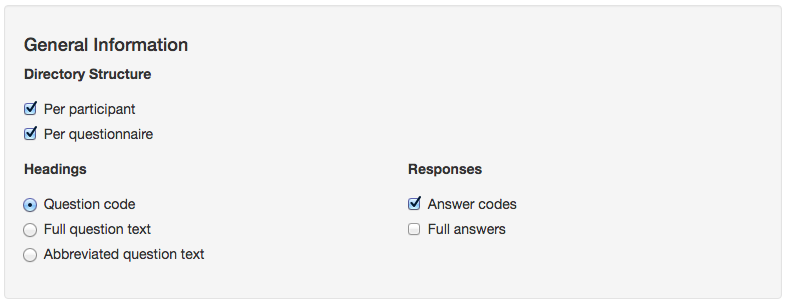 General Information
Directory Structure
Per participant
Per questionnaire
Headings
Question code
Full question text
Abbreviated question text
Responses
Answer codes
Full answers